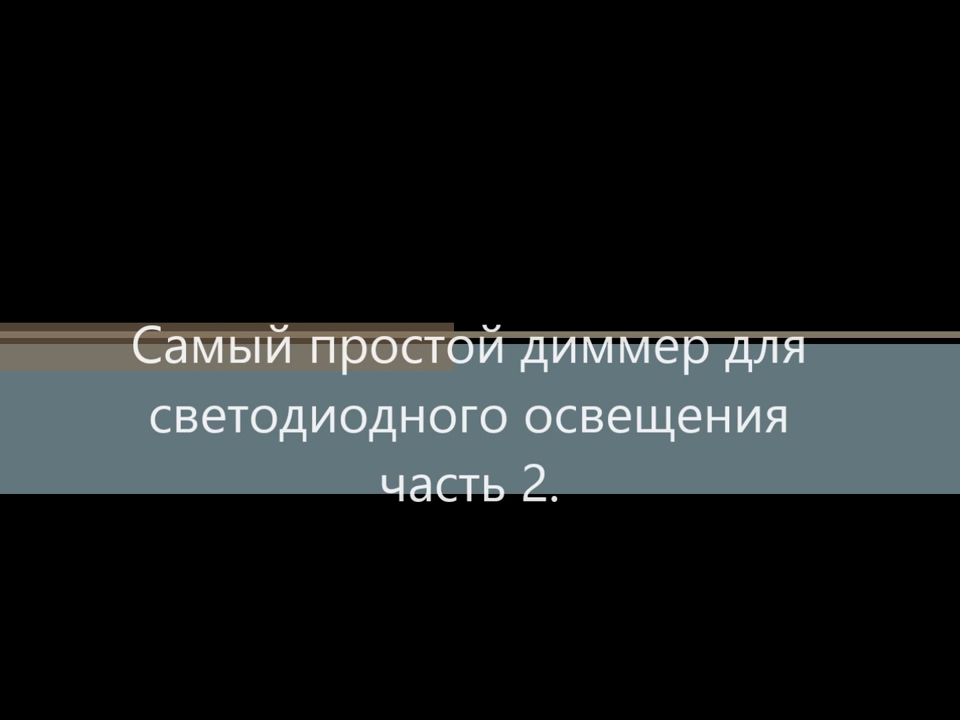 Самый простой диммер для
светодиодного освещения
часть 2.